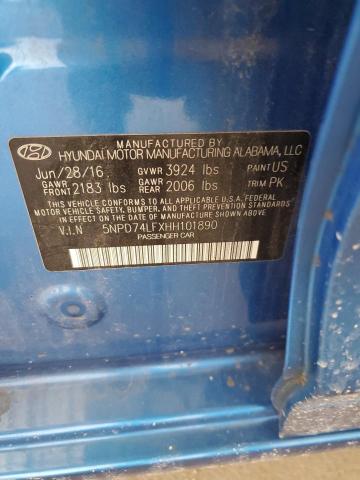 MANUFACTURED BY
HYUNDAI MOTOR MANUFACTURING ALABAMA, LLC
Jun/28/16 GVWR 3924 lbs PAINT US
GAWR FRONT 2183 lbs GAWR REAR 2006 lbs TRIM PK
THIS VEHICLE CONFORMS TO ALL APPLICABLE U.S.A. FEDERAL
MOTOR VEHICLE SAFETY, BUMPER, AND THEFT PREVENTION STANDARDS
IN EFFECT ON THE DATE OF MANUFACTURE SHOWN ABOVE.
V.I.N 5NPD74LFXHH101890
PASSENGER CAR